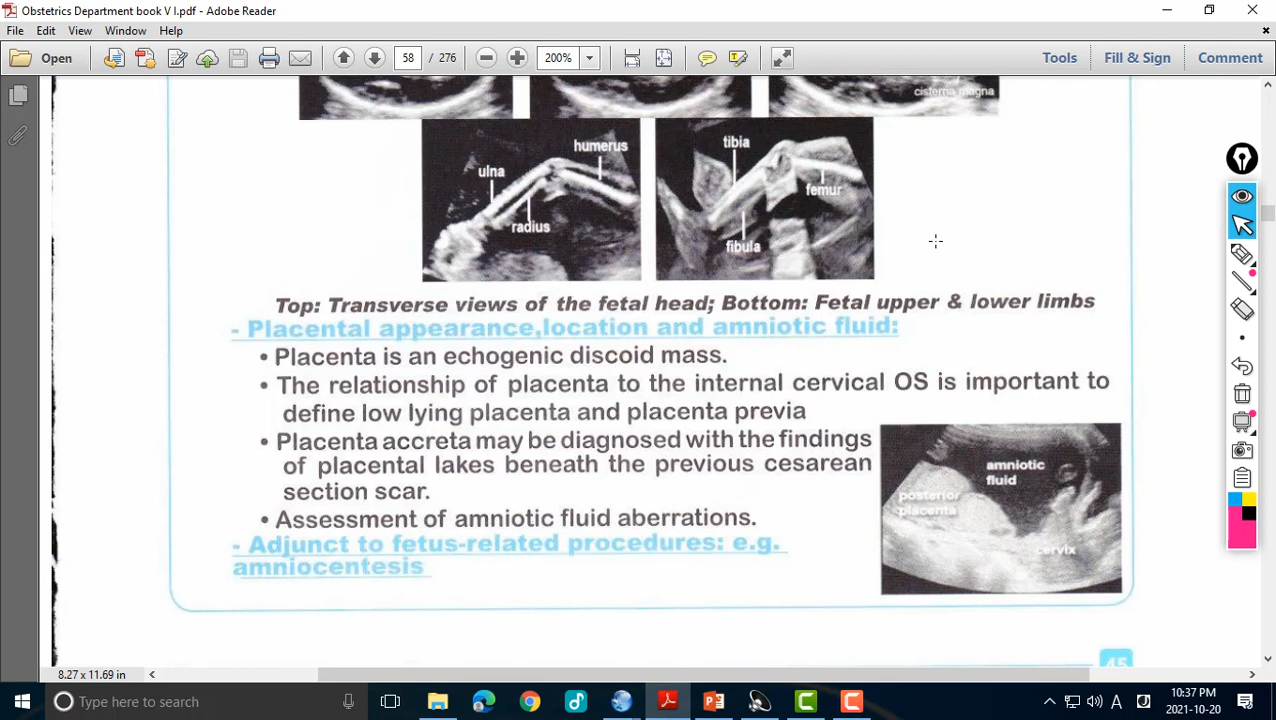 Obstetrics Department book V I.pdf - Adobe Reader
File Edit View Window Help
Open 58 / 276 200% Tools Fill & Sign Comment
cisterna magna
humerus
ulna
radius
tibia
femur
fibula
Top: Transverse views of the fetal head; Bottom: Fetal upper & lower limbs
- Placental appearance,location and amniotic fluid:
• Placenta is an echogenic discoid mass.
• The relationship of placenta to the internal cervical OS is important to
define low lying placenta and placenta previa
• Placenta accreta may be diagnosed with the findings
of placental lakes beneath the previous cesarean
section scar.
• Assessment of amniotic fluid aberrations.
- Adjunct to fetus-related procedures: e.g.
amniocentesis
amniotic
fluid
posterior
placenta
cervix
45
8.27 x 11.69 in
Type here to search
A
10:37 PM
2021-10-20